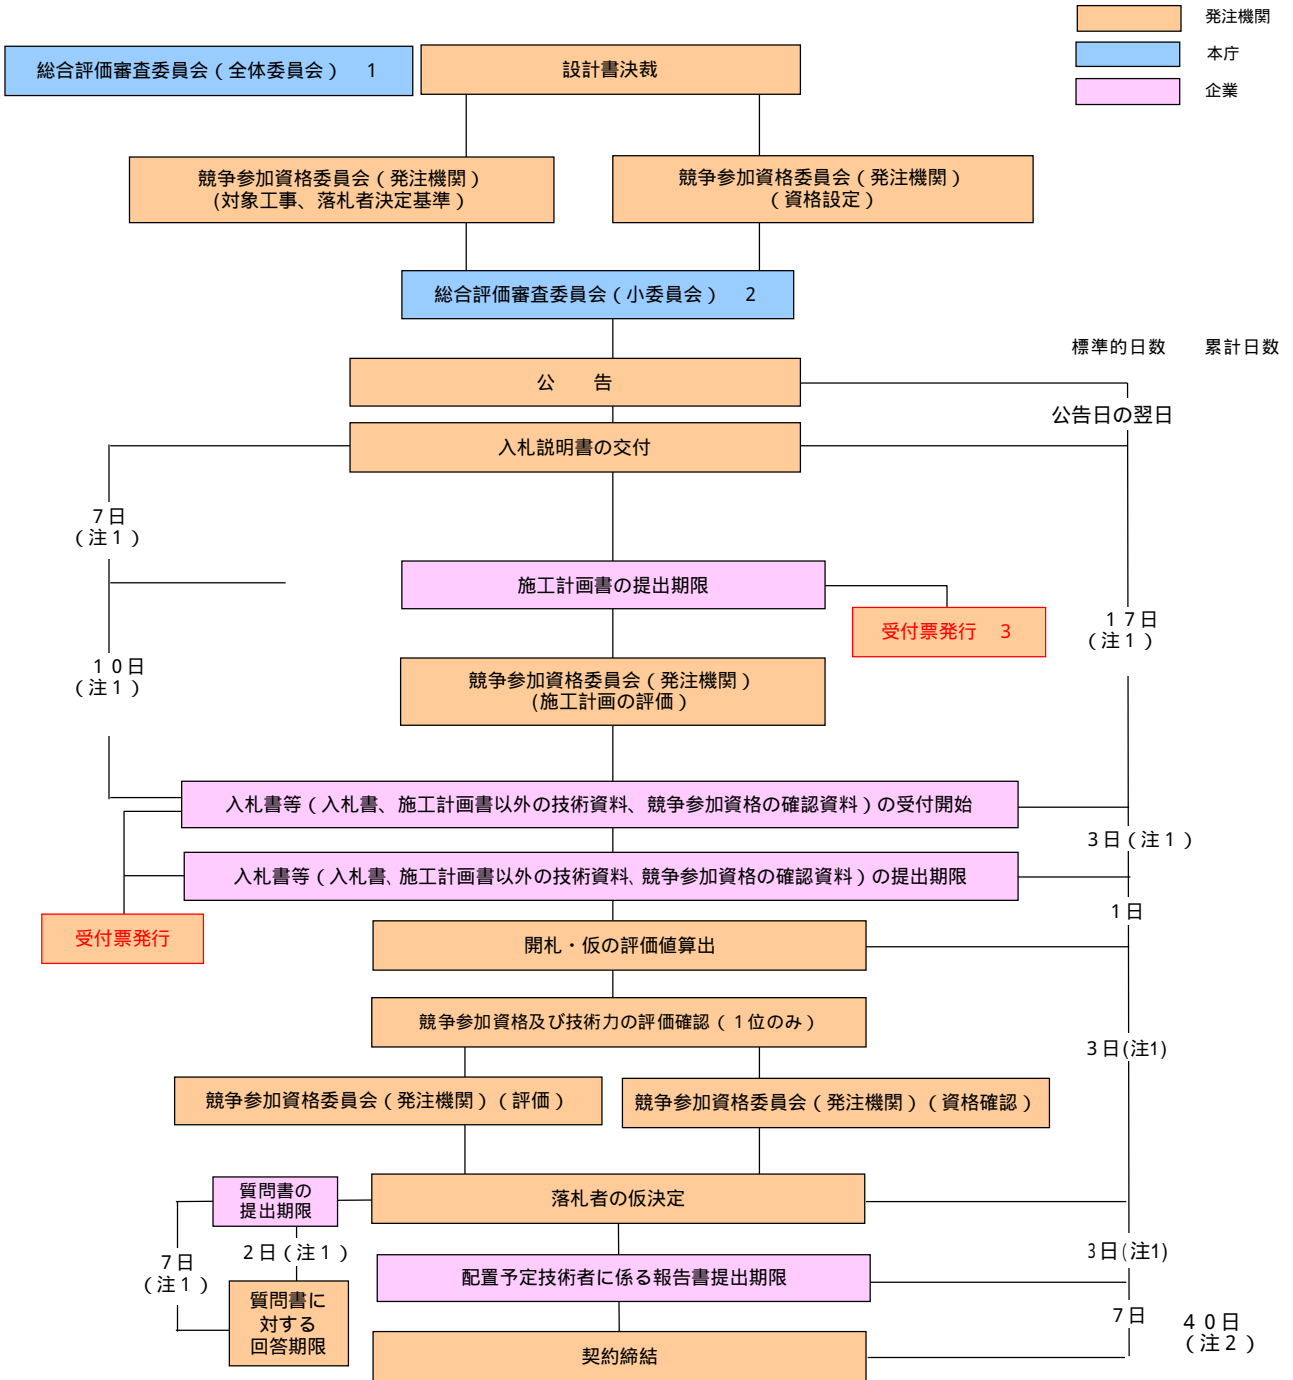 発注機関
本庁
企業
総合評価審査委員会（全体委員会）　1
設計書決裁
競争参加資格委員会（発注機関）
(対象工事、落札者決定基準）
競争参加資格委員会（発注機関）
（資格設定）
総合評価審査委員会（小委員会）　2
標準的日数　累計日数
公　　告
公告日の翌日
入札説明書の交付
7日
（注1）
施工計画書の提出期限
受付票発行　3
17日
（注1）
10日
（注1）
競争参加資格委員会（発注機関）
(施工計画の評価）
入札書等（入札書、施工計画書以外の技術資料、競争参加資格の確認資料）の受付開始
3日（注1）
入札書等（入札書、施工計画書以外の技術資料、競争参加資格の確認資料）の提出期限
1日
受付票発行
開札・仮の評価値算出
競争参加資格及び技術力の評価確認（1位のみ）
3日(注1)
競争参加資格委員会（発注機関）（評価）
競争参加資格委員会（発注機関）（資格確認）
質問書の
提出期限
落札者の仮決定
2日（注1）
7日
（注1）
3日(注1)
配置予定技術者に係る報告書提出期限
質問書に
対する
回答期限
7日
40日
（注2）
契約締結